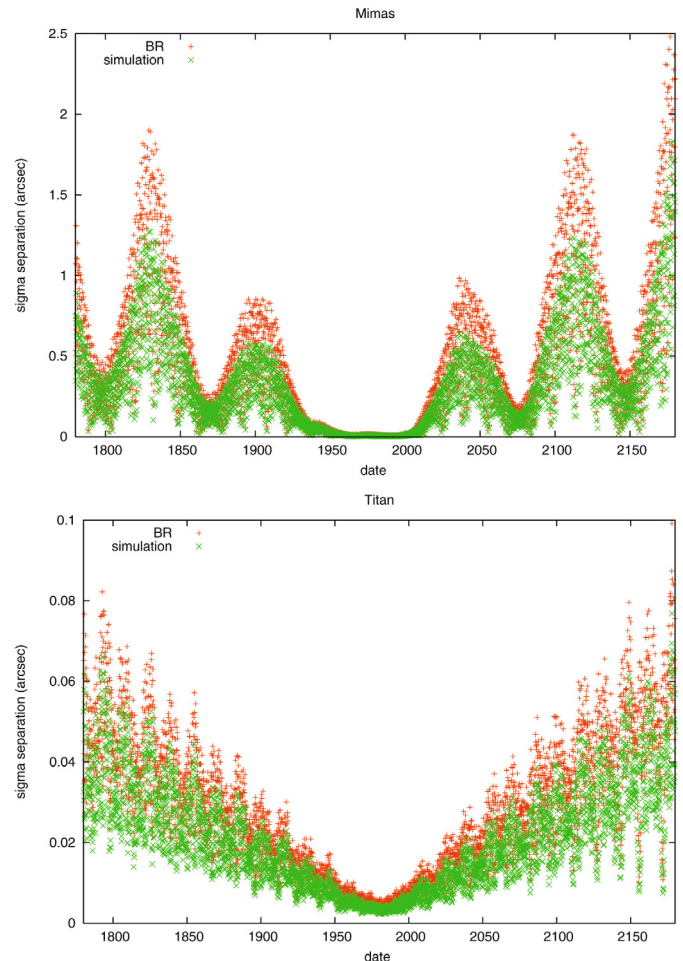 Mimas
2.5
BR
simulation
2
1.5
sigma separation (arcsec)
1
0.5
0
1800 1850 1900 1950 2000 2050 2100 2150
date
Titan
0.1
BR
simulation
0.08
0.06
sigma separation (arcsec)
0.04
0.02
0
1800 1850 1900 1950 2000 2050 2100 2150
date